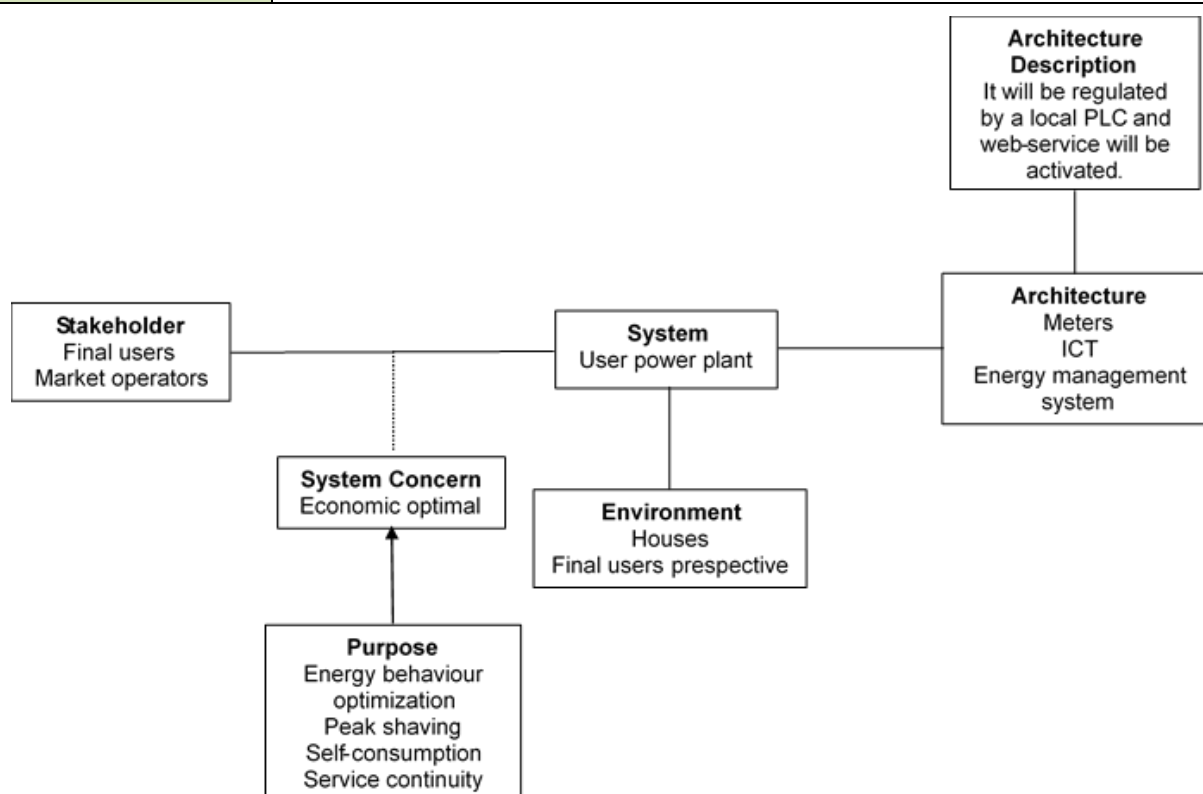 Architecture
Description
It will be regulated
by a local PLC and
web-service will be
activated.
Stakeholder
Final users
Market operators
System
User power plant
Architecture
Meters
ICT
Energy management
system
System Concern
Economic optimal
Environment
Houses
Final users prespective
Purpose
Energy behaviour
optimization
Peak shaving
Self-consumption
Service continuity